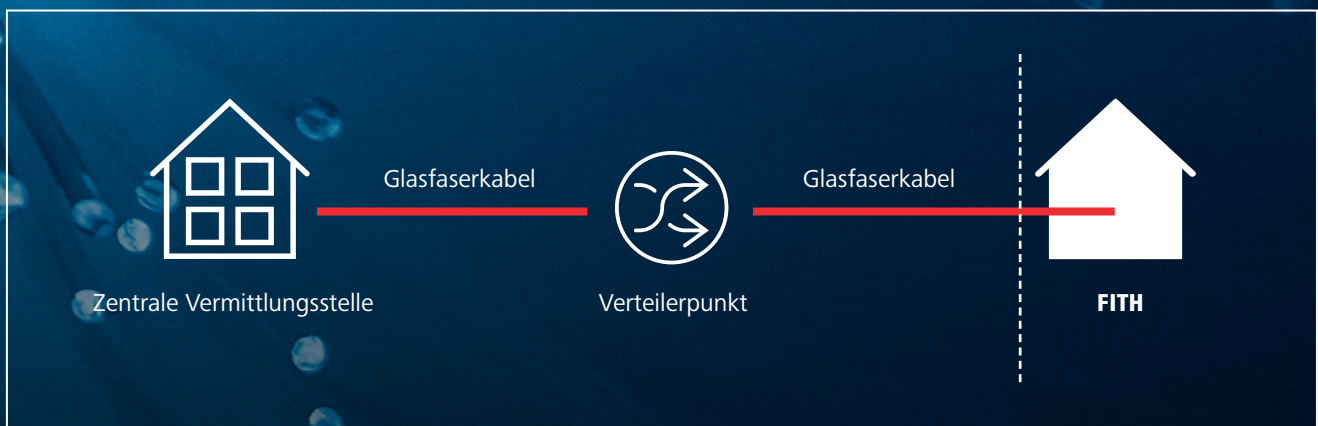 Glasfaserkabel
Glasfaserkabel
Zentrale Vermittlungsstelle
Verteilerpunkt
FITH